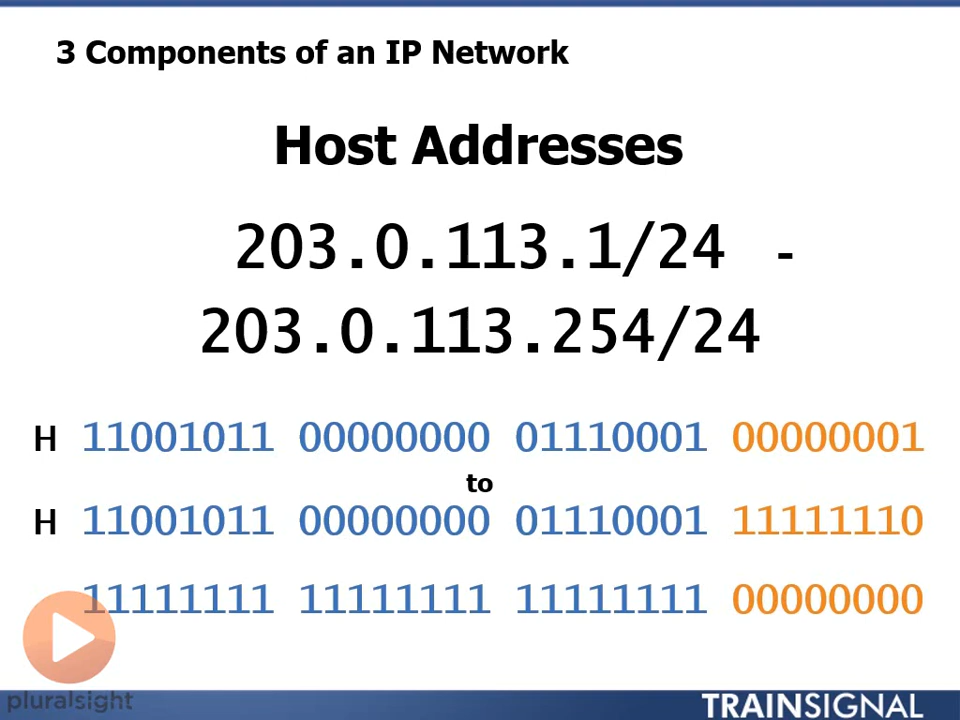 3 Components of an IP Network
Host Addresses
203.0.113.1/24 -
203.0.113.254/24
H 11001011 00000000 01110001 00000001
to
H 11001011 00000000 01110001 11111110
11111111 11111111 11111111 00000000
pluralsight
TRAINSIGNAL